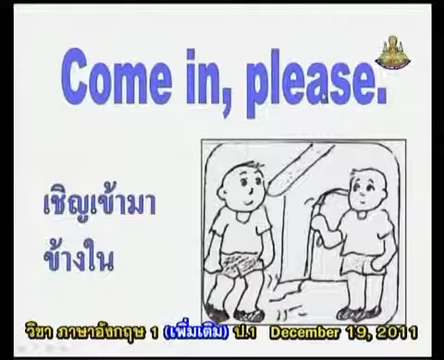 Come in, please.
เชิญเข้ามา
ข้างใน
วิชา ภาษาอังกฤษ 1 (เพิ่มเติม) ป.1 December 19, 2011